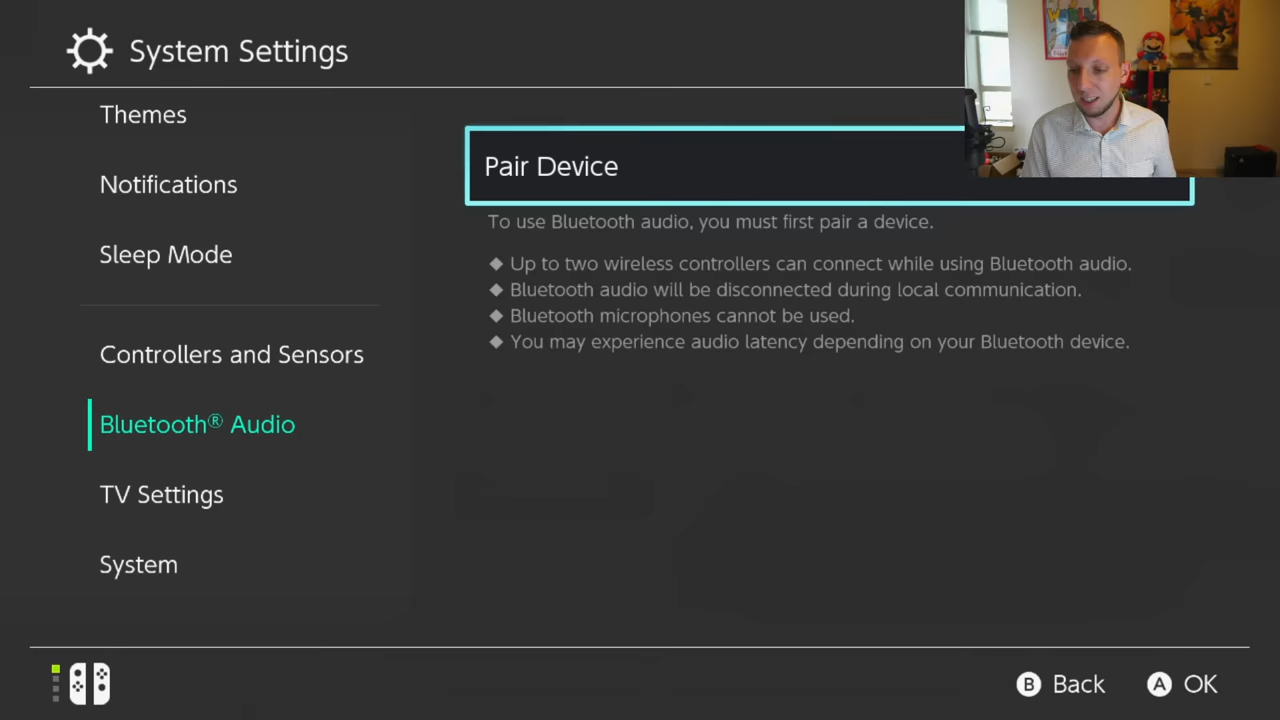 System Settings
Themes
Notifications
Sleep Mode
Controllers and Sensors
Bluetooth® Audio
TV Settings
System
Pair Device
To use Bluetooth audio, you must first pair a device.
◆ Up to two wireless controllers can connect while using Bluetooth audio.
◆ Bluetooth audio will be disconnected during local communication.
◆ Bluetooth microphones cannot be used.
◆ You may experience audio latency depending on your Bluetooth device.
WORLD
B Back
A OK